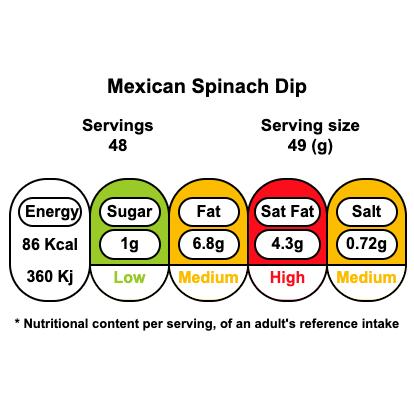 Mexican Spinach Dip
Servings Serving size
48 49 (g)
Energy Sugar Fat Sat Fat Salt
86 Kcal 1g 6.8g 4.3g 0.72g
360 Kj Low Medium High Medium
* Nutritional content per serving, of an adult's reference intake